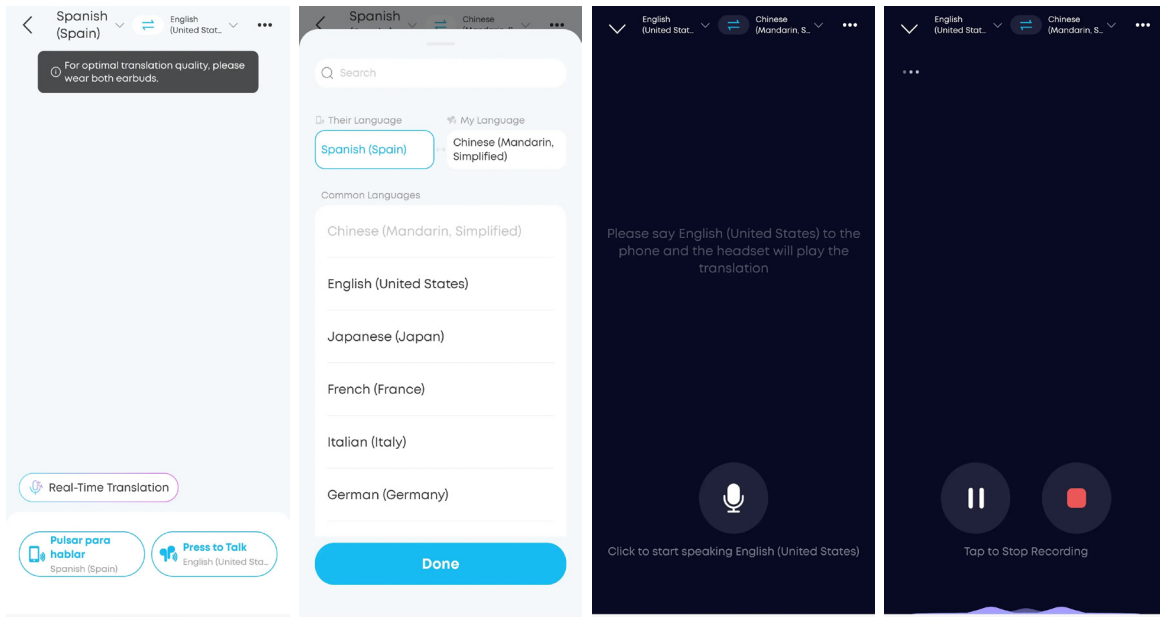 Spanish
(Spain)
English
(United Stat...
For optimal translation quality, please
wear both earbuds.
Real-Time Translation
Pulsar para
hablar
Spanish (Spain)
Press to Talk
English (United Sta...
Spanish
Chinese
Search
Their Language
My Language
Spanish (Spain)
Chinese (Mandarin,
Simplified)
Common Languages
Chinese (Mandarin, Simplified)
English (United States)
Japanese (Japan)
French (France)
Italian (Italy)
German (Germany)
Done
English
(United Stat...
Chinese
(Mandarin, S...
Please say English (United States) to the
phone and the headset will play the
translation
Click to start speaking English (United States)
English
(United Stat...
Chinese
(Mandarin, S...
Tap to Stop Recording